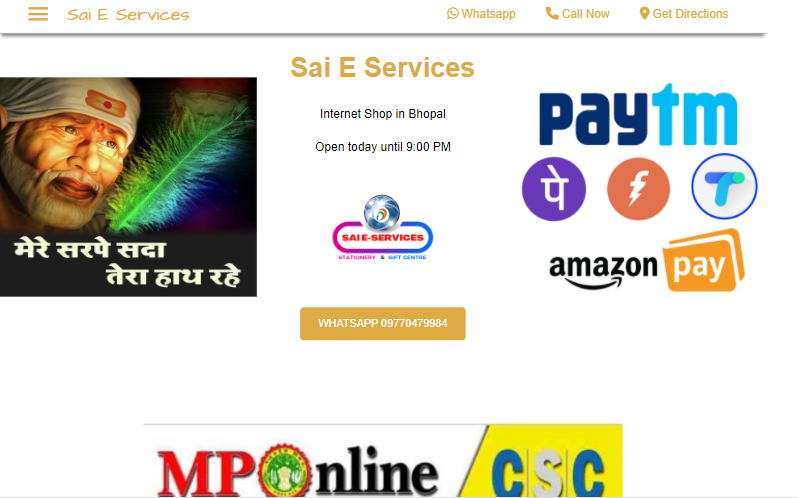 Sai E Services
Whatsapp
Call Now
Get Directions
Sai E Services
Internet Shop in Bhopal
Open today until 9:00 PM
मेरे सरपे सदा
तेरा हाथ रहे
SAI E-SERVICES
STATIONERY & GIFT CENTRE
paytm
पे
amazon pay
WHATSAPP 09770479984
MPOnline
CSC